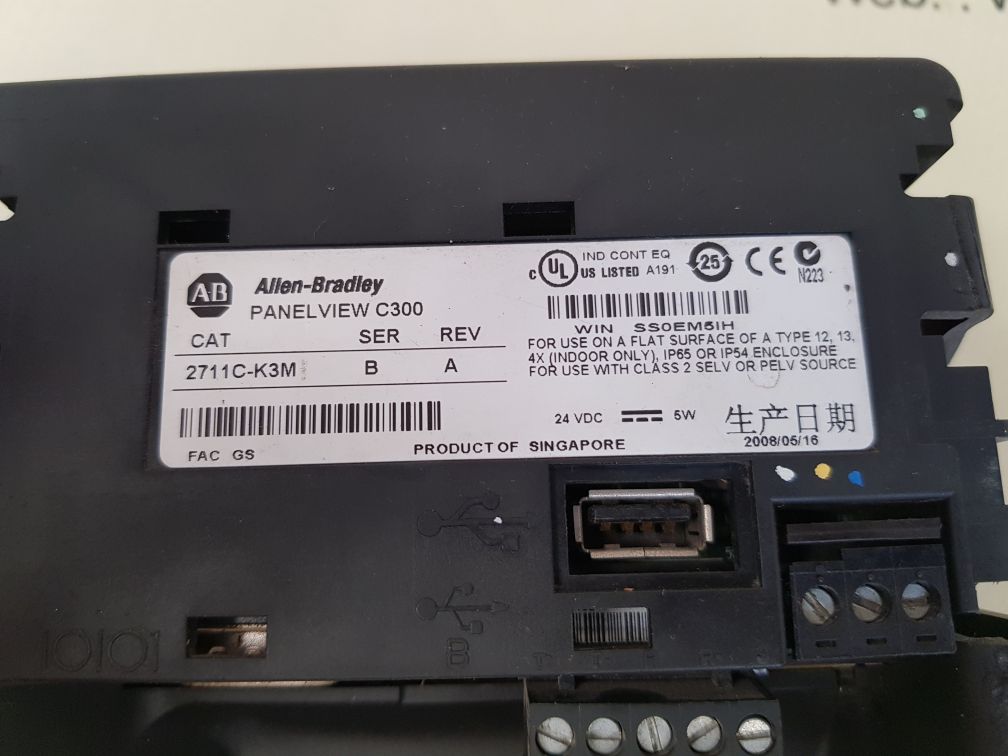 AB Allen-Bradley
PANELVIEW C300
CAT SER REV
2711C-K3M B A
FAC GS
PRODUCT OF SINGAPORE
c UL US LISTED
IND CONT EQ
A191
25
CE
N223
WIN SS0EM5IH
FOR USE ON A FLAT SURFACE OF A TYPE 12, 13,
4X (INDOOR ONLY), IP65 OR IP54 ENCLOSURE
FOR USE WITH CLASS 2 SELV OR PELV SOURCE
24 VDC 5W
生产日期
2008/05/16
B